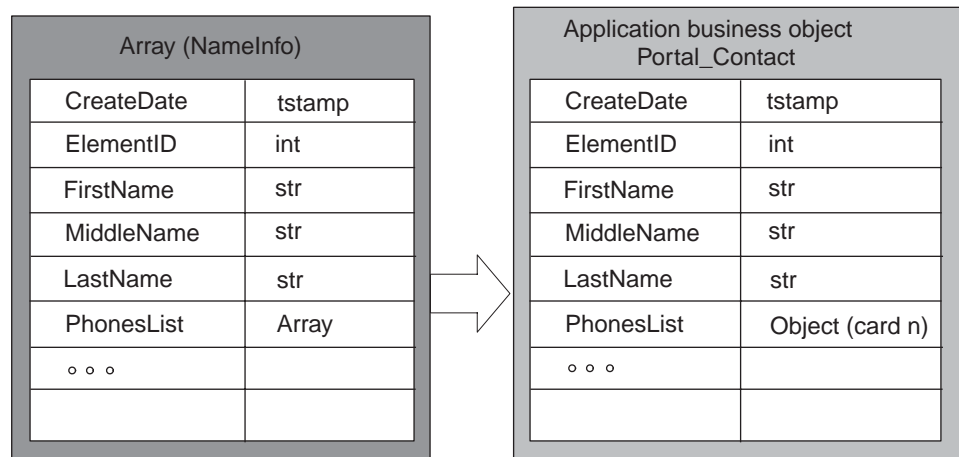 Array (NameInfo)
CreateDate tstamp
ElementID int
FirstName str
MiddleName str
LastName str
PhonesList Array
° ° °
Application business object
Portal_Contact
CreateDate tstamp
ElementID int
FirstName str
MiddleName str
LastName str
PhonesList Object (card n)
° ° °